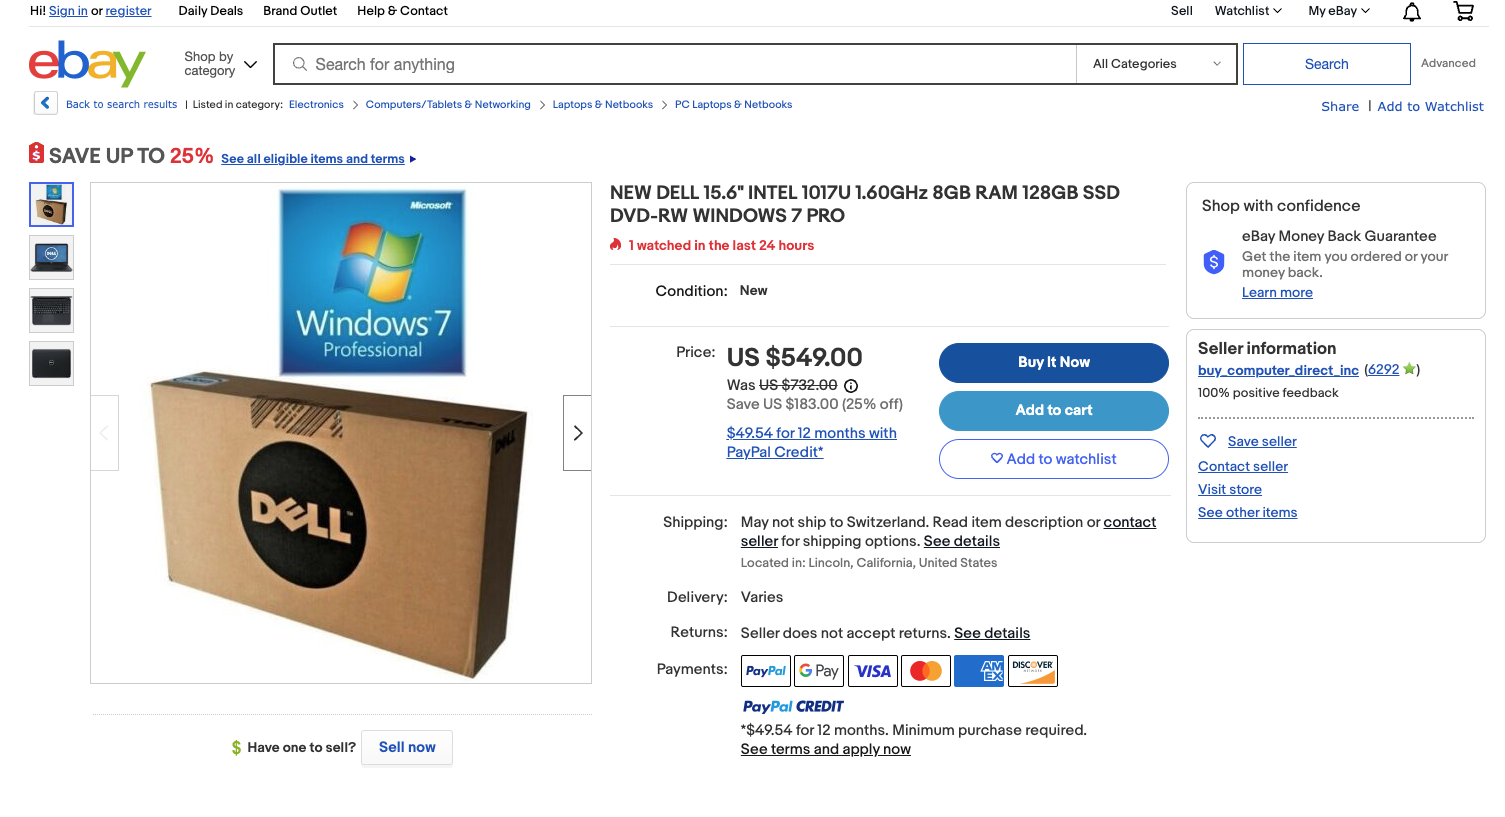 Hi! Sign in or register Daily Deals Brand Outlet Help & Contact Sell Watchlist My eBay
ebay
Shop by category
Search for anything
All Categories
Search
Advanced
Back to search results | Listed in category: Electronics > Computers/Tablets & Networking > Laptops & Netbooks > PC Laptops & Netbooks
Share | Add to Watchlist
SAVE UP TO 25% See all eligible items and terms
Microsoft
Windows 7
Professional
DELL
DELL
DELL
NEW DELL 15.6" INTEL 1017U 1.60GHz 8GB RAM 128GB SSD
DVD-RW WINDOWS 7 PRO
1 watched in the last 24 hours
Condition: New
Price: US $549.00
Was US $732.00
Save US $183.00 (25% off)
$49.54 for 12 months with
PayPal Credit*
Buy It Now
Add to cart
Add to watchlist
Shipping: May not ship to Switzerland. Read item description or contact
seller for shipping options. See details
Located in: Lincoln, California, United States
Delivery: Varies
Returns: Seller does not accept returns. See details
Payments: PayPal G Pay VISA AMEX DISCOVER NETWORK
PayPal CREDIT
*$49.54 for 12 months. Minimum purchase required.
See terms and apply now
Shop with confidence
eBay Money Back Guarantee
Get the item you ordered or your
money back.
Learn more
Seller information
buy_computer_direct_inc (6292)
100% positive feedback
Save seller
Contact seller
Visit store
See other items
$ Have one to sell? Sell now